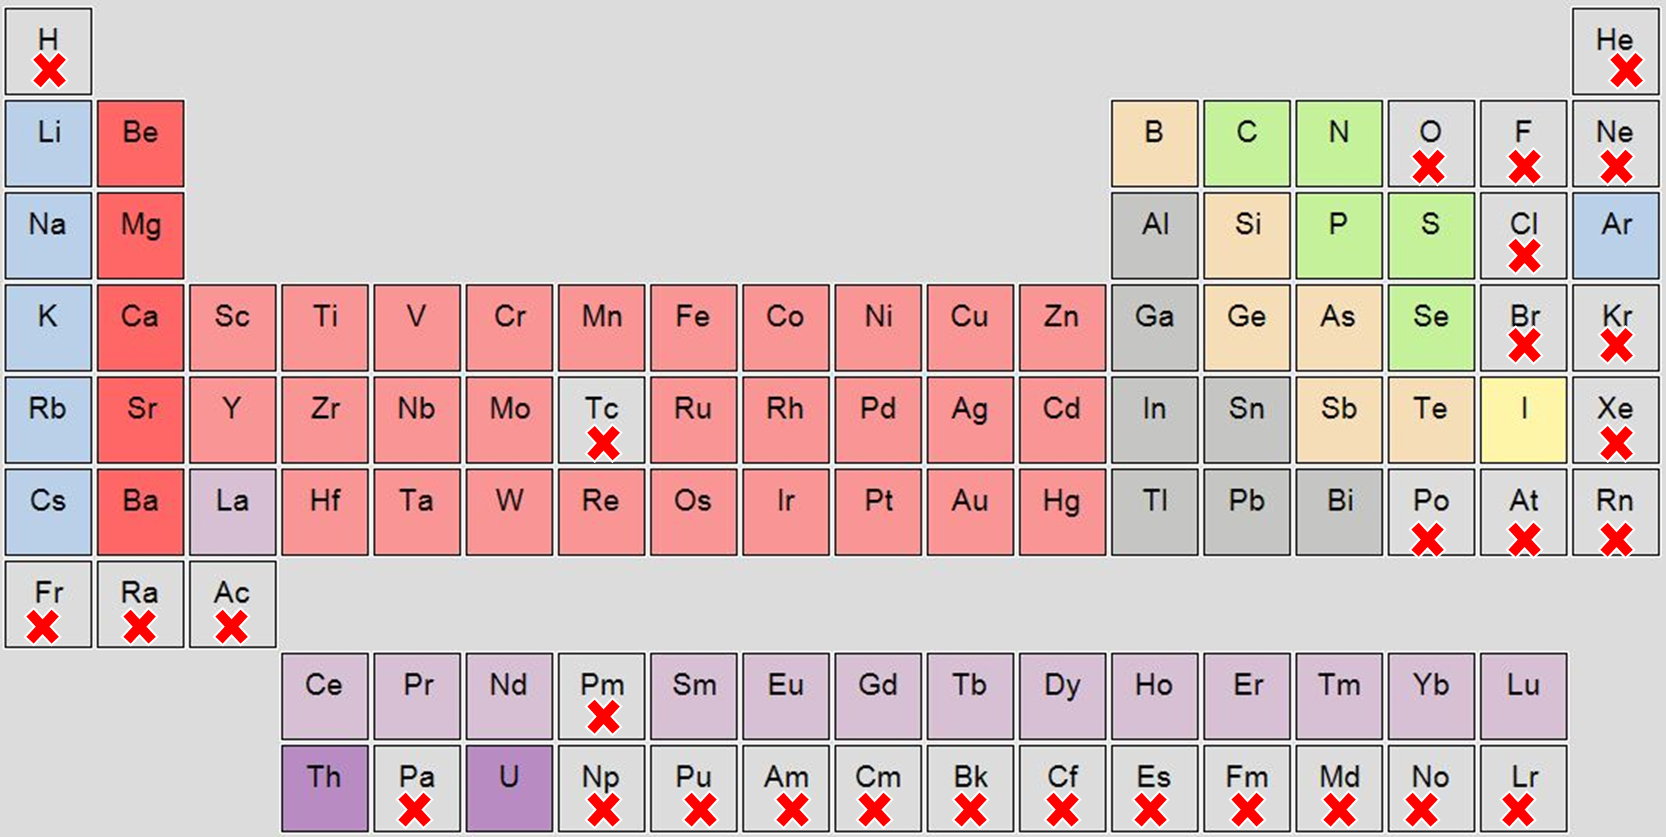 H He
Li Be B C N O F Ne
Na Mg Al Si P S Cl Ar
K Ca Sc Ti V Cr Mn Fe Co Ni Cu Zn Ga Ge As Se Br Kr
Rb Sr Y Zr Nb Mo Tc Ru Rh Pd Ag Cd In Sn Sb Te I Xe
Cs Ba La Hf Ta W Re Os Ir Pt Au Hg Tl Pb Bi Po At Rn
Fr Ra Ac
Ce Pr Nd Pm Sm Eu Gd Tb Dy Ho Er Tm Yb Lu
Th Pa U Np Pu Am Cm Bk Cf Es Fm Md No Lr